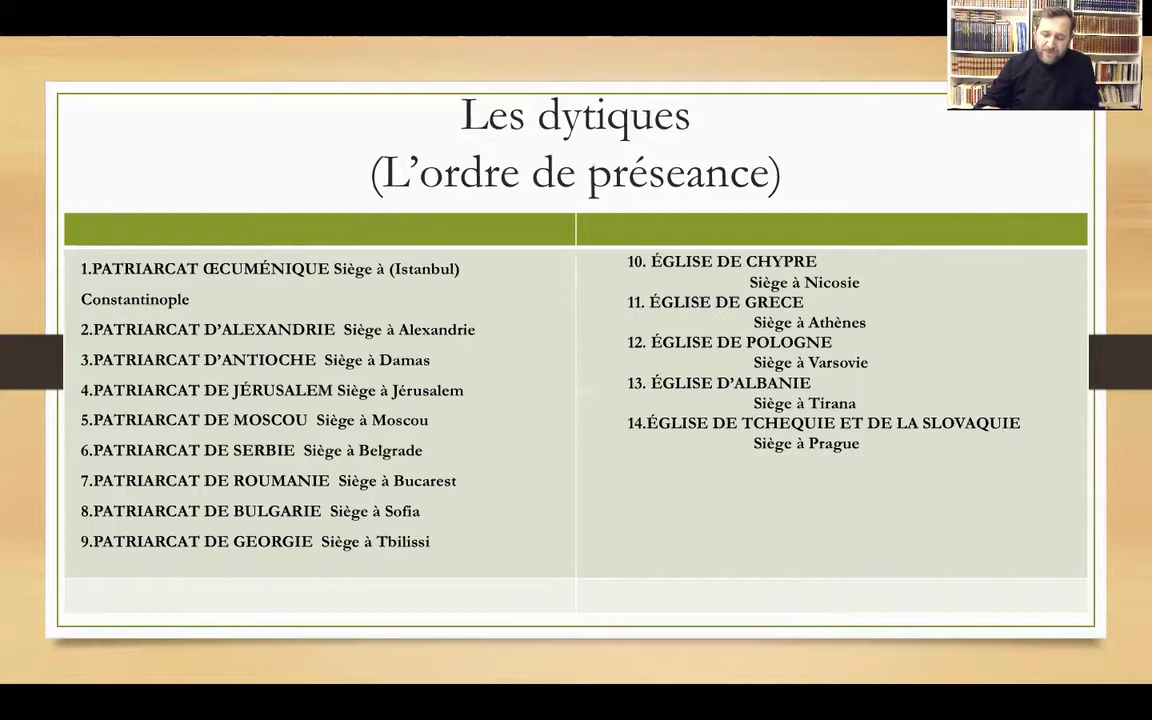 Les dytiques
(L’ordre de préseance)
1.PATRIARCAT ŒCUMÉNIQUE Siège à (Istanbul)
Constantinople
2.PATRIARCAT D’ALEXANDRIE Siège à Alexandrie
3.PATRIARCAT D’ANTIOCHE Siège à Damas
4.PATRIARCAT DE JÉRUSALEM Siège à Jérusalem
5.PATRIARCAT DE MOSCOU Siège à Moscou
6.PATRIARCAT DE SERBIE Siège à Belgrade
7.PATRIARCAT DE ROUMANIE Siège à Bucarest
8.PATRIARCAT DE BULGARIE Siège à Sofia
9.PATRIARCAT DE GEORGIE Siège à Tbilissi
10. ÉGLISE DE CHYPRE
Siège à Nicosie
11. ÉGLISE DE GRECE
Siège à Athènes
12. ÉGLISE DE POLOGNE
Siège à Varsovie
13. ÉGLISE D’ALBANIE
Siège à Tirana
14.ÉGLISE DE TCHEQUIE ET DE LA SLOVAQUIE
Siège à Prague